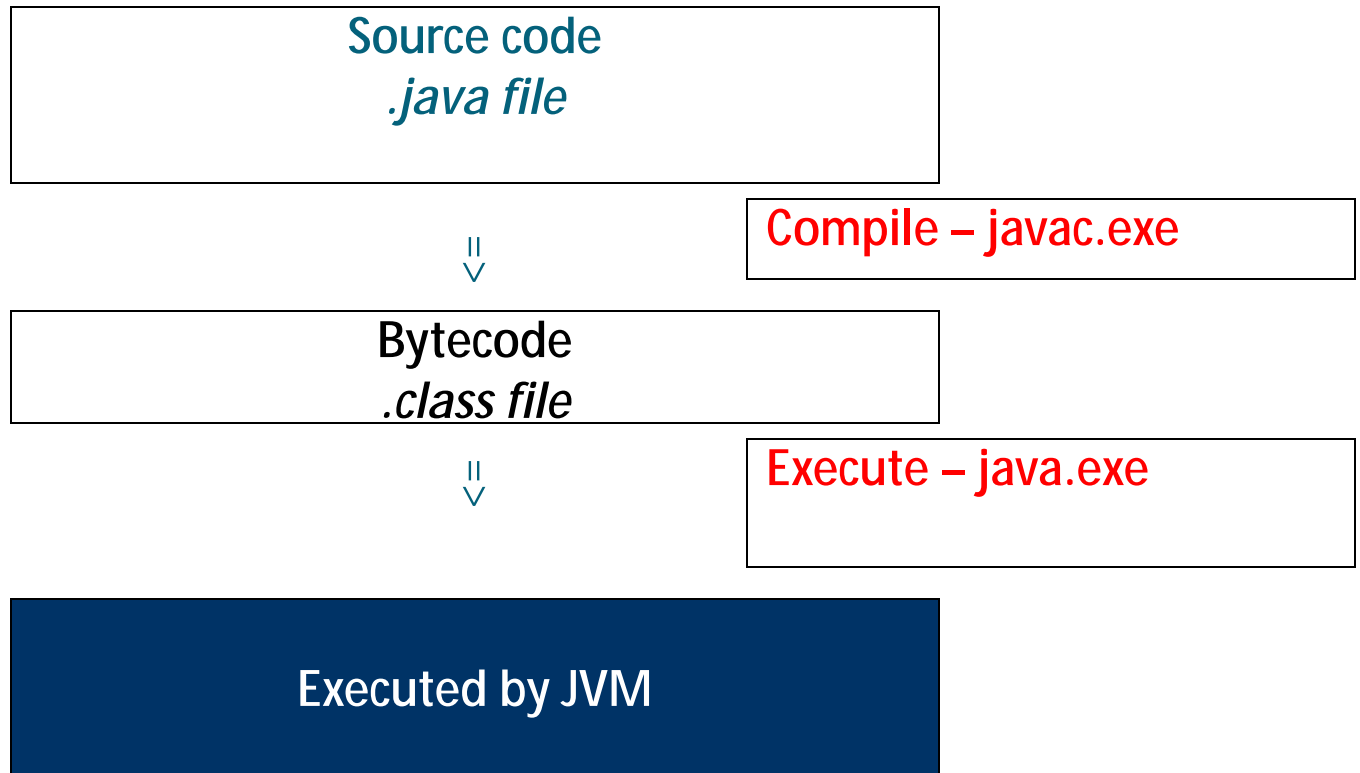 Source code
.java file
Compile – javac.exe
=>
Bytecode
.class file
Execute – java.exe
=>
Executed by JVM